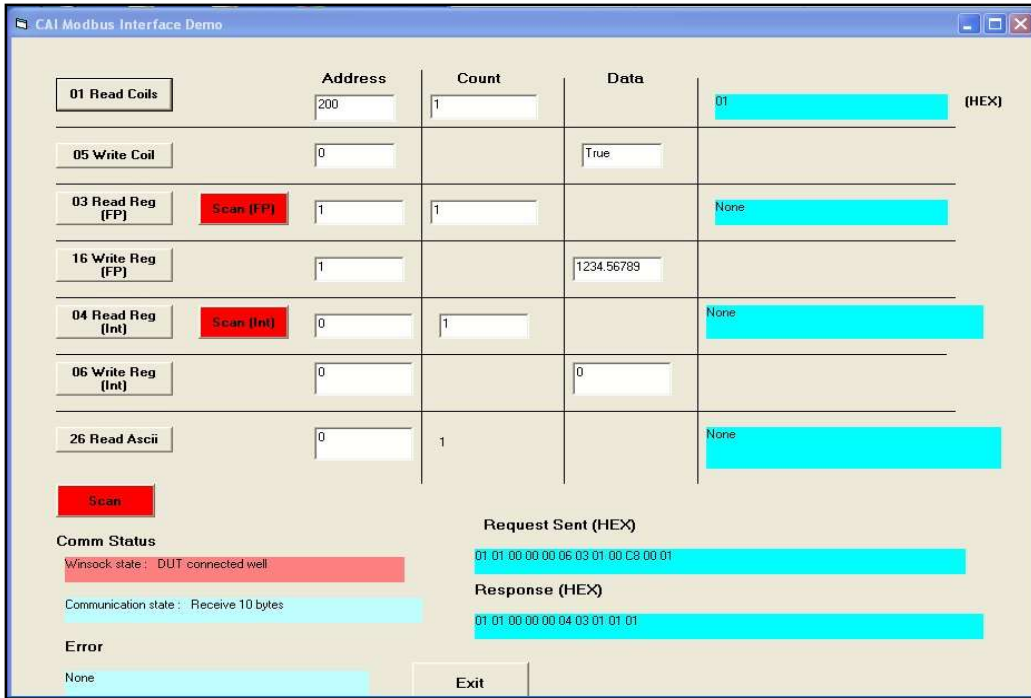 CAI Modbus Interface Demo
Address Count Data
01 Read Coils 200 1 01 (HEX)
05 Write Coil 0 True
03 Read Reg
(FP)
Scan (FP) 1 1 None
16 Write Reg
(FP)
1 1234.56789
04 Read Reg
(Int)
Scan (Int) 0 1 None
06 Write Reg
(Int)
0 0
26 Read Ascii 0 1 None
Scan
Request Sent (HEX)
Comm Status
01 01 00 00 00 06 03 01 00 C8 00 01
Winsock state : DUT connected well
Response (HEX)
Communication state : Receive 10 bytes
01 01 00 00 00 04 03 01 01 01
Error
None
Exit